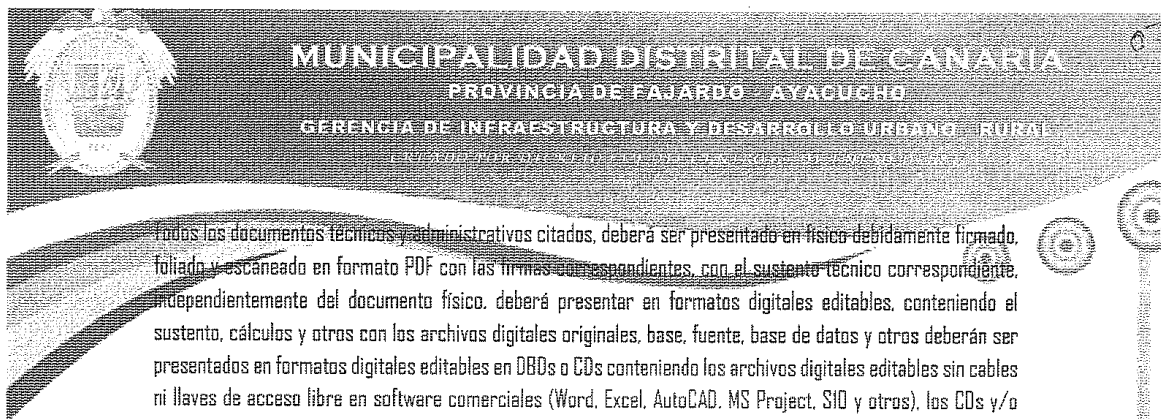 MUNICIPALIDAD DISTRITAL DE CANARIA
PROVINCIA DE FAJARDO - AYACUCHO
GERENCIA DE INFRAESTRUCTURA Y DESARROLLO URBANO - RURAL
Todos los documentos técnicos y administrativos citados, deberá ser presentado en físico debidamente firmado,
foliado y escaneado en formato PDF con las firmas correspondientes, con el sustento técnico correspondiente,
independientemente del documento físico. deberá presentar en formatos digitales editables, conteniendo el
sustento, cálculos y otros con los archivos digitales originales, base, fuente, base de datos y otros deberán ser
presentados en formatos digitales editables en DBDs o CDs conteniendo los archivos digitales editables sin cables
ni llaves de acceso libre en software comerciales (Word, Excel, AutoCAD. MS Project, S10 y otros), los CDs y/o